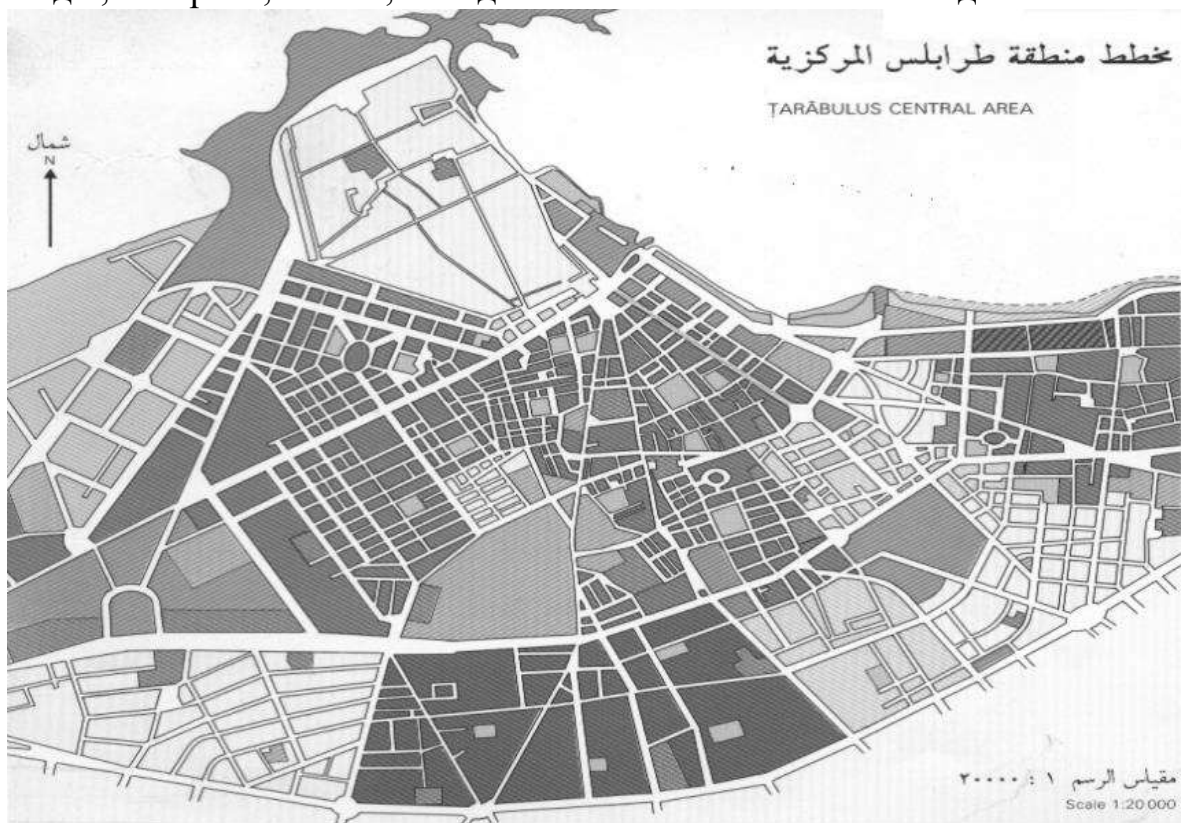 مخطط منطقة طرابلس المركزية
ṬARĀBULUS CENTRAL AREA
شمال
N
مقياس الرسم ١ : ٢٠٠٠٠
Scale 1:20 000